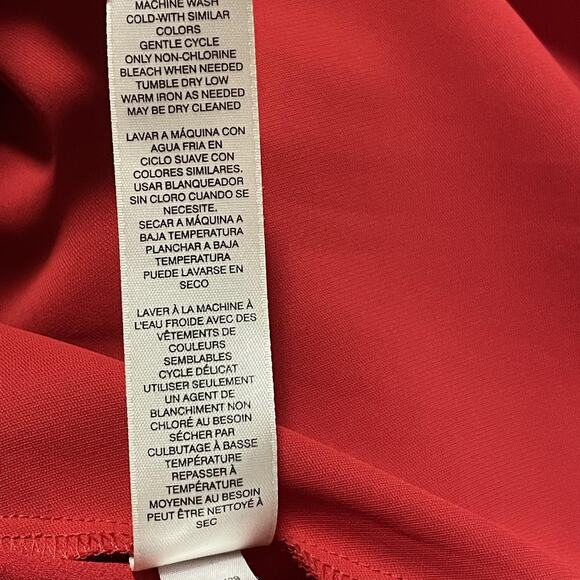 MACHINE WASH
COLD-WITH SIMILAR
COLORS
GENTLE CYCLE
ONLY NON-CHLORINE
BLEACH WHEN NEEDED
TUMBLE DRY LOW
WARM IRON AS NEEDED
MAY BE DRY CLEANED
LAVAR A MÁQUINA CON
AGUA FRIA EN
CICLO SUAVE CON
COLORES SIMILARES.
USAR BLANQUEADOR
SIN CLORO CUANDO SE
NECESITE.
SECAR A MÁQUINA A
BAJA TEMPERATURA
PLANCHAR A BAJA
TEMPERATURA
PUEDE LAVARSE EN
SECO
LAVER À LA MACHINE À
L'EAU FROIDE AVEC DES
VÊTEMENTS DE
COULEURS
SEMBLABLES
CYCLE DÉLICAT
UTILISER SEULEMENT
UN AGENT DE
BLANCHIMENT NON
CHLORÉ AU BESOIN
SÉCHER PAR
CULBUTAGE À BASSE
TEMPÉRATURE
REPASSER À
TEMPÉRATURE
MOYENNE AU BESOIN
PEUT ÊTRE NETTOYÉ À
SEC